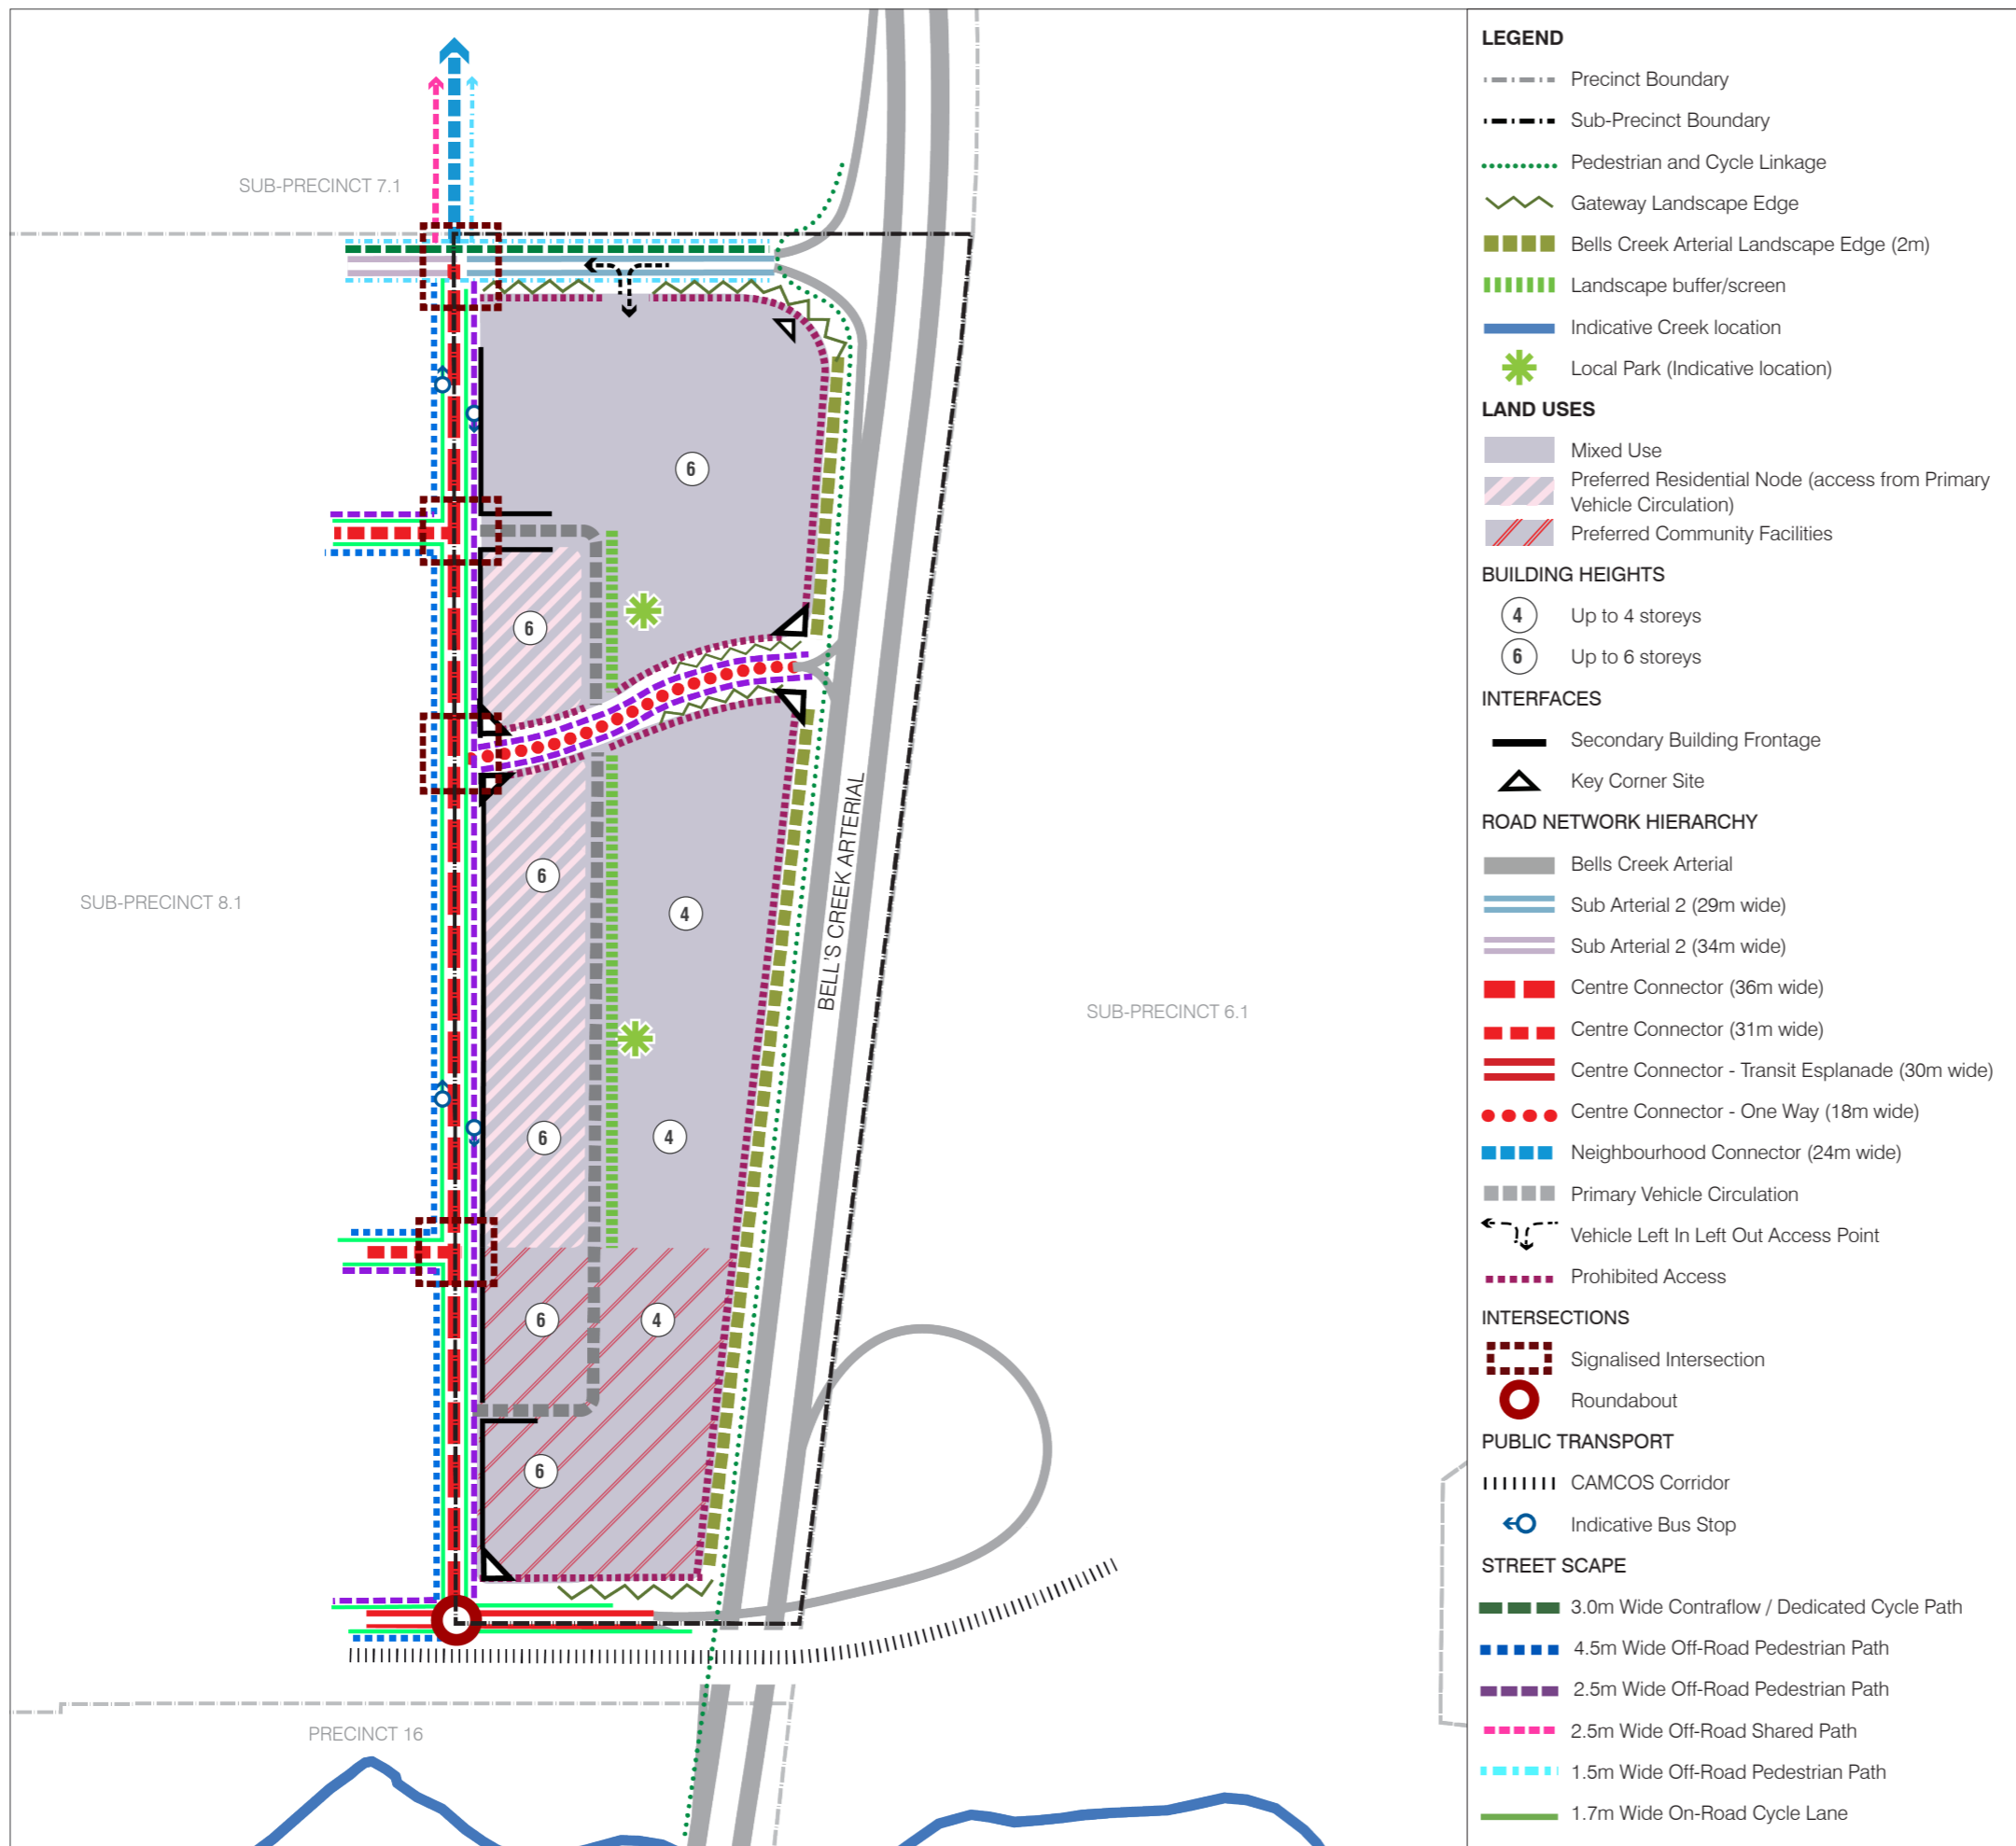 SUB-PRECINCT 7.1
6
6
6
4
SUB-PRECINCT 8.1
BELL'S CREEK ARTERIAL
SUB-PRECINCT 6.1
6
4
6
4
6
PRECINCT 16
LEGEND
Precinct Boundary
Sub-Precinct Boundary
Pedestrian and Cycle Linkage
Gateway Landscape Edge
Bells Creek Arterial Landscape Edge (2m)
Landscape buffer/screen
Indicative Creek location
Local Park (Indicative location)
LAND USES
Mixed Use
Preferred Residential Node (access from Primary
Vehicle Circulation)
Preferred Community Facilities
BUILDING HEIGHTS
4 Up to 4 storeys
6 Up to 6 storeys
INTERFACES
Secondary Building Frontage
Key Corner Site
ROAD NETWORK HIERARCHY
Bells Creek Arterial
Sub Arterial 2 (29m wide)
Sub Arterial 2 (34m wide)
Centre Connector (36m wide)
Centre Connector (31m wide)
Centre Connector - Transit Esplanade (30m wide)
Centre Connector - One Way (18m wide)
Neighbourhood Connector (24m wide)
Primary Vehicle Circulation
Vehicle Left In Left Out Access Point
Prohibited Access
INTERSECTIONS
Signalised Intersection
Roundabout
PUBLIC TRANSPORT
CAMCOS Corridor
Indicative Bus Stop
STREET SCAPE
3.0m Wide Contraflow / Dedicated Cycle Path
4.5m Wide Off-Road Pedestrian Path
2.5m Wide Off-Road Pedestrian Path
2.5m Wide Off-Road Shared Path
1.5m Wide Off-Road Pedestrian Path
1.7m Wide On-Road Cycle Lane